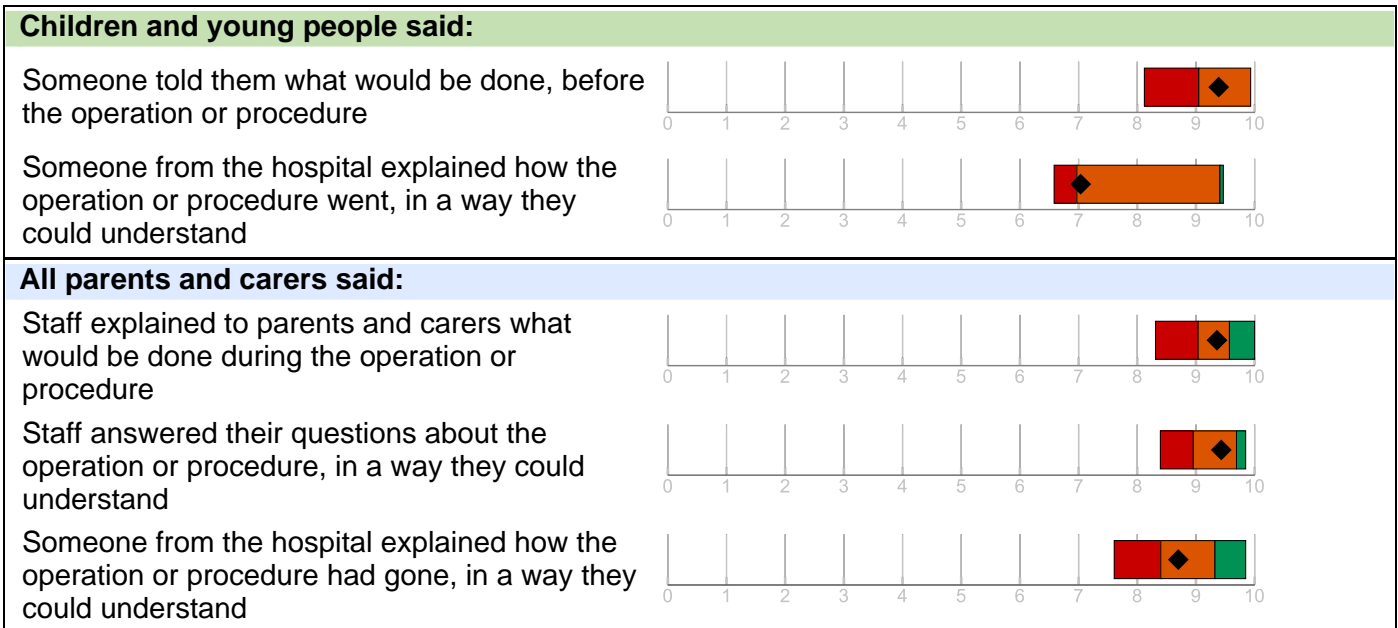 Children and young people said:
Someone told them what would be done, before
the operation or procedure
0 1 2 3 4 5 6 7 8 9 10
Someone from the hospital explained how the
operation or procedure went, in a way they
could understand
0 1 2 3 4 5 6 7 8 9 10
All parents and carers said:
Staff explained to parents and carers what
would be done during the operation or
procedure
0 1 2 3 4 5 6 7 8 9 10
Staff answered their questions about the
operation or procedure, in a way they could
understand
0 1 2 3 4 5 6 7 8 9 10
Someone from the hospital explained how the
operation or procedure had gone, in a way they
could understand
0 1 2 3 4 5 6 7 8 9 10